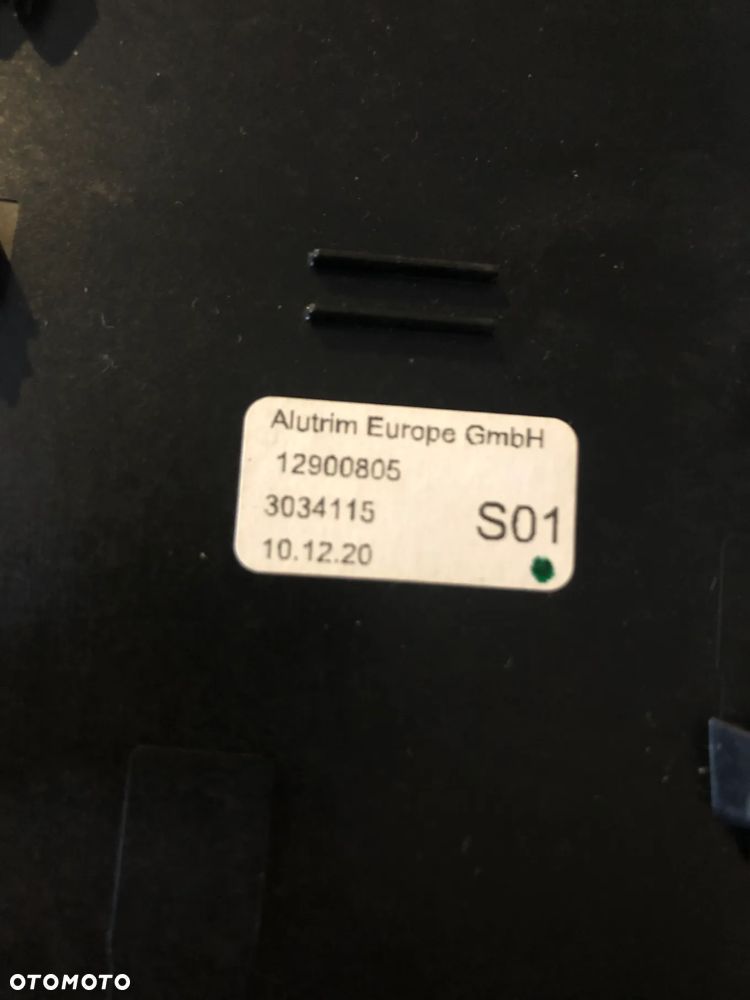 Alutrim Europe GmbH
12900805
3034115
S01
10.12.20
OTOMOTO